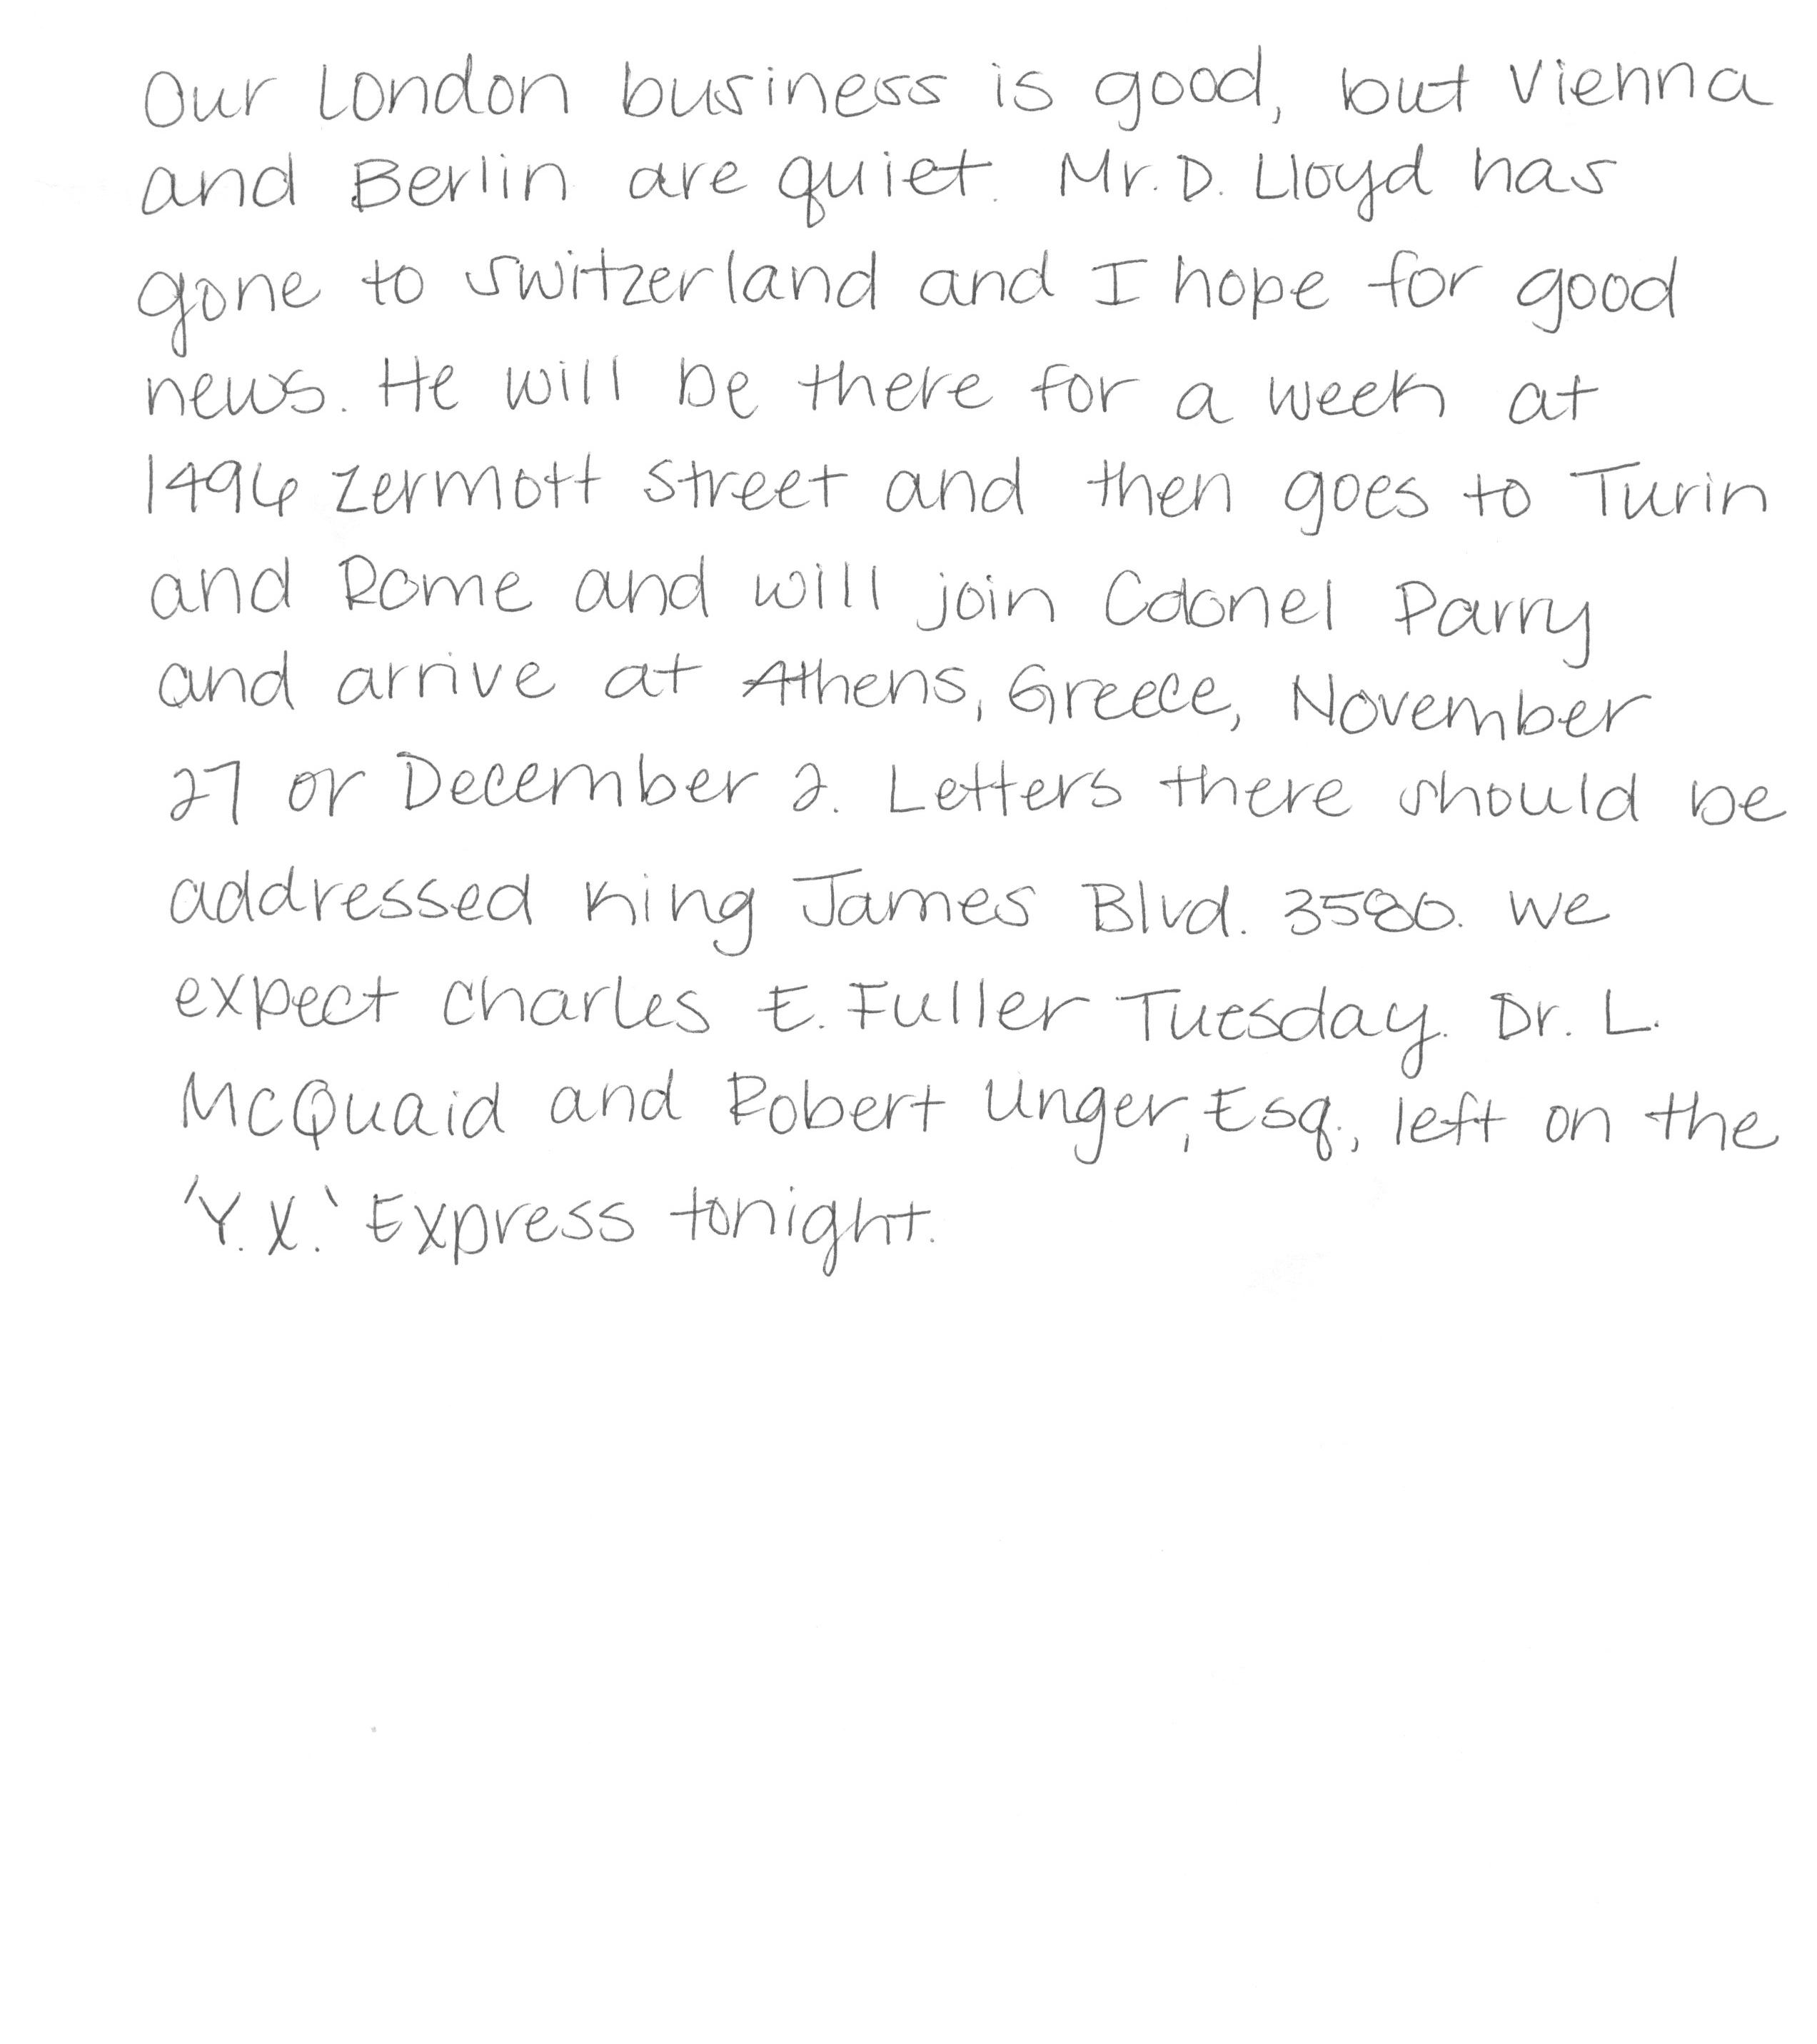 Our London business is good, but Vienna
and Berlin are quiet. Mr. D. Lloyd has
gone to Switzerland and I hope for good
news. He will be there for a week at
1496 Zermott Street and then goes to Turin
and Rome and will join Colonel Parry
and arrive at Athens, Greece, November
27 or December 2. Letters there should be
addressed King James Blvd. 3580. We
expect Charles E. Fuller Tuesday. Dr. L.
McQuaid and Robert Unger, Esq., left on the
'Y.X.' Express tonight.